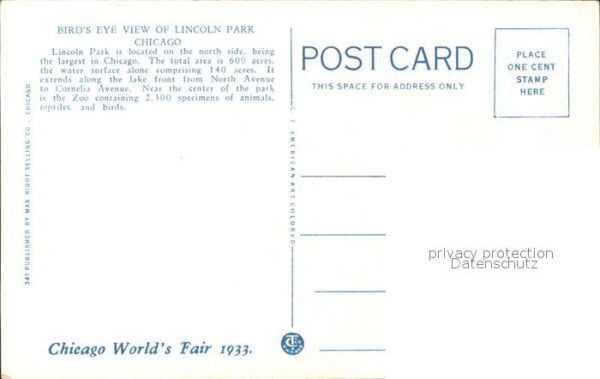 BIRD'S EYE VIEW OF LINCOLN PARK
CHICAGO
Lincoln Park is located on the north side, being
the largest in Chicago. The total area is 600 acres,
the water surface alone comprising 140 acres. It
extends along the lake front from North Avenue
to Cornelia Avenue. Near the center of the park
is the Zoo containing 2,300 specimens of animals,
reptiles, and birds.
341 PUBLISHED BY MAX RIGOT SELLING CO., CHICAGO
Chicago World's Fair 1933.
AMERICAN ART COLORED
POST CARD
THIS SPACE FOR ADDRESS ONLY
PLACE
ONE CENT
STAMP
HERE
privacy protection
Datenschutz